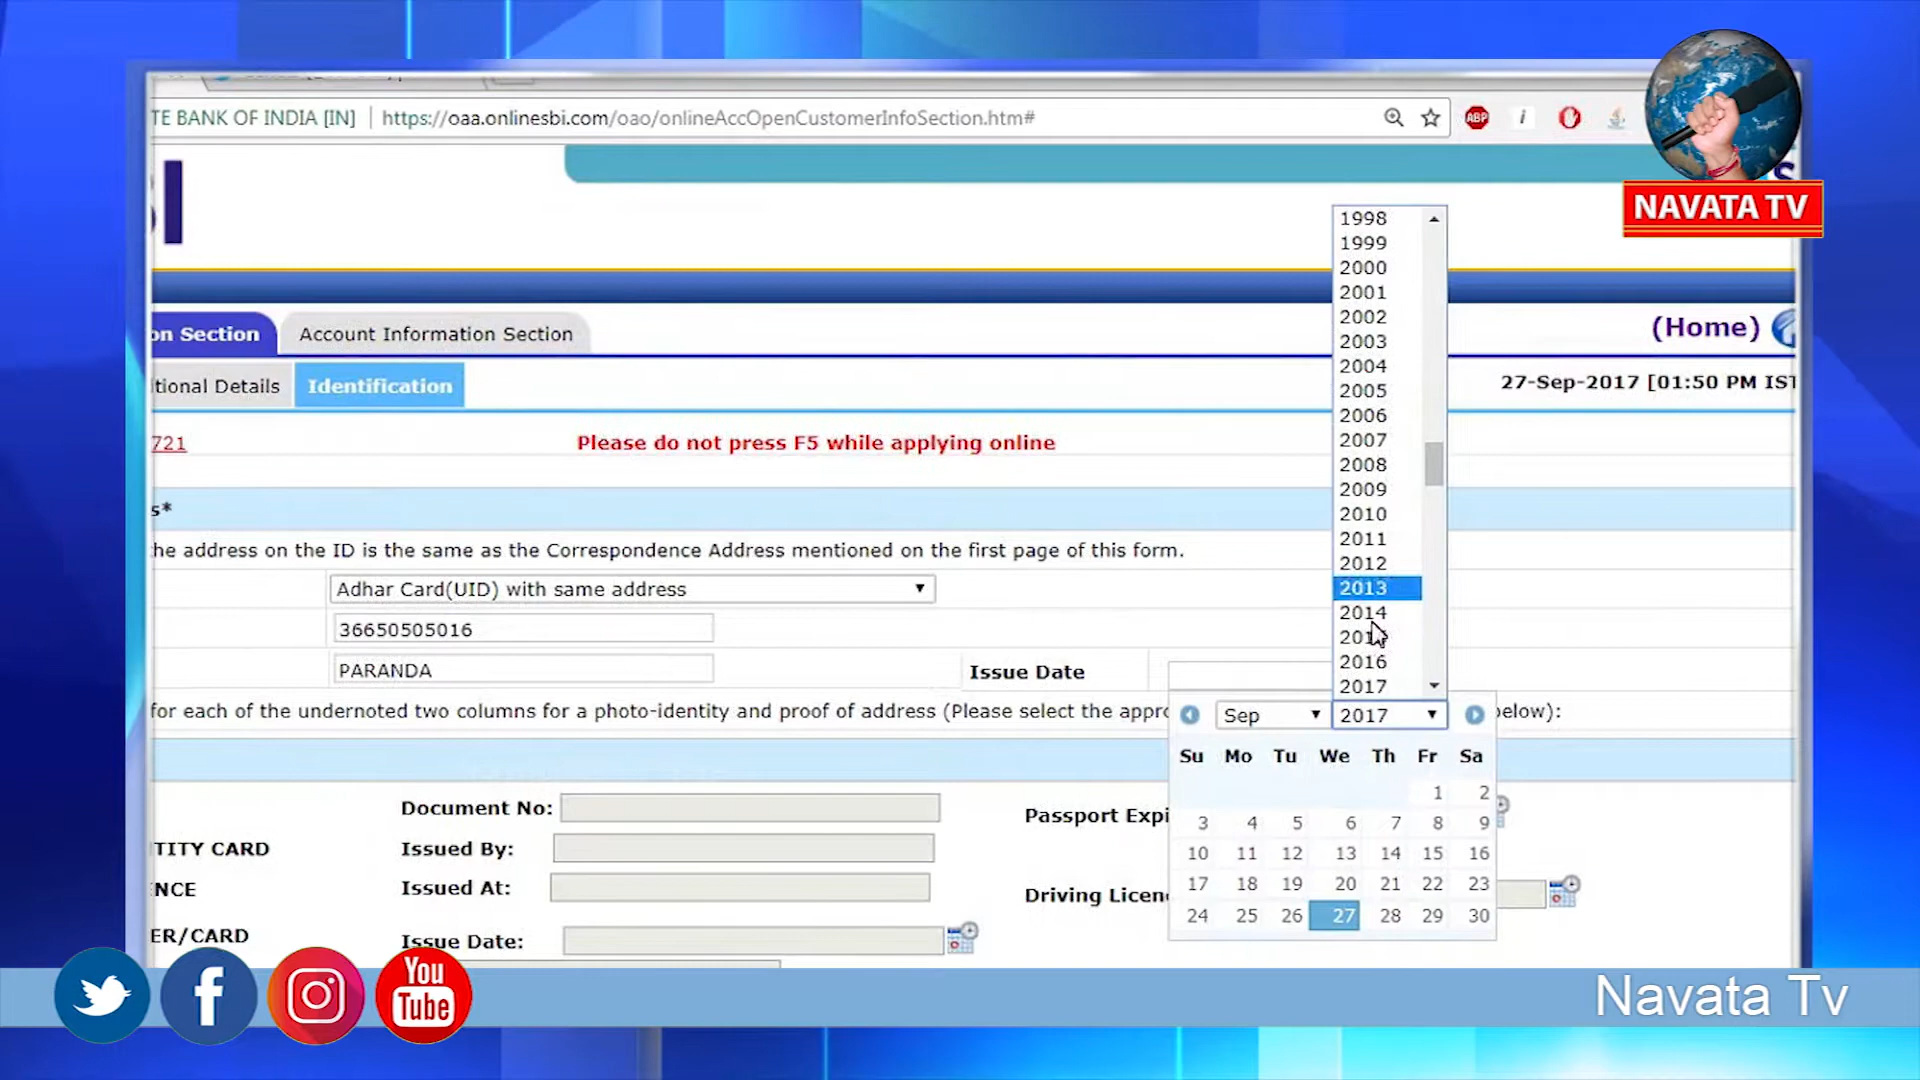 TE BANK OF INDIA [IN] https://oaa.onlinesbi.com/oao/onlineAccOpenCustomerInfoSection.htm#
ABP
i
NAVATA TV
on Section
Account Information Section
(Home)
itional Details
Identification
27-Sep-2017 [01:50 PM IST
721
Please do not press F5 while applying online
s*
he address on the ID is the same as the Correspondence Address mentioned on the first page of this form.
Adhar Card(UID) with same address
36650505016
PARANDA
Issue Date
for each of the undernoted two columns for a photo-identity and proof of address (Please select the appro
elow):
1998
1999
2000
2001
2002
2003
2004
2005
2006
2007
2008
2009
2010
2011
2012
2013
2014
2016
2017
Sep 2017
Su Mo Tu We Th Fr Sa
1 2
3 4 5 6 7 8 9
10 11 12 13 14 15 16
17 18 19 20 21 22 23
24 25 26 27 28 29 30
Document No:
Passport Expi
TITY CARD
Issued By:
NCE
Issued At:
Driving Licenc
ER/CARD
Issue Date:
You
Tube
Navata Tv